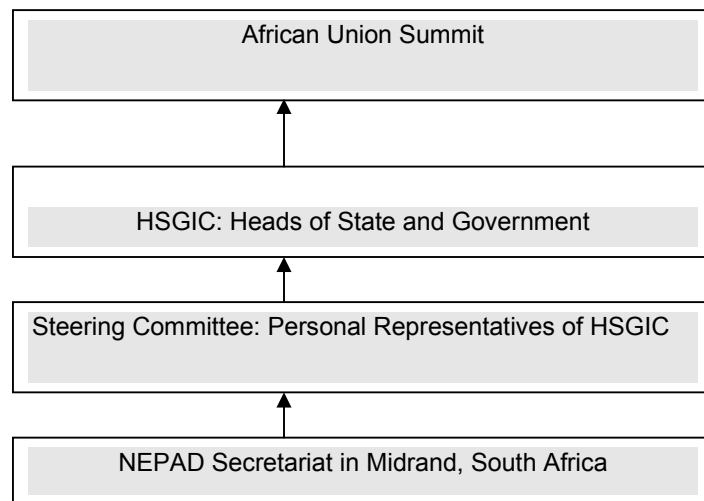 African Union Summit
HSGIC: Heads of State and Government
Steering Committee: Personal Representatives of HSGIC
NEPAD Secretariat in Midrand, South Africa